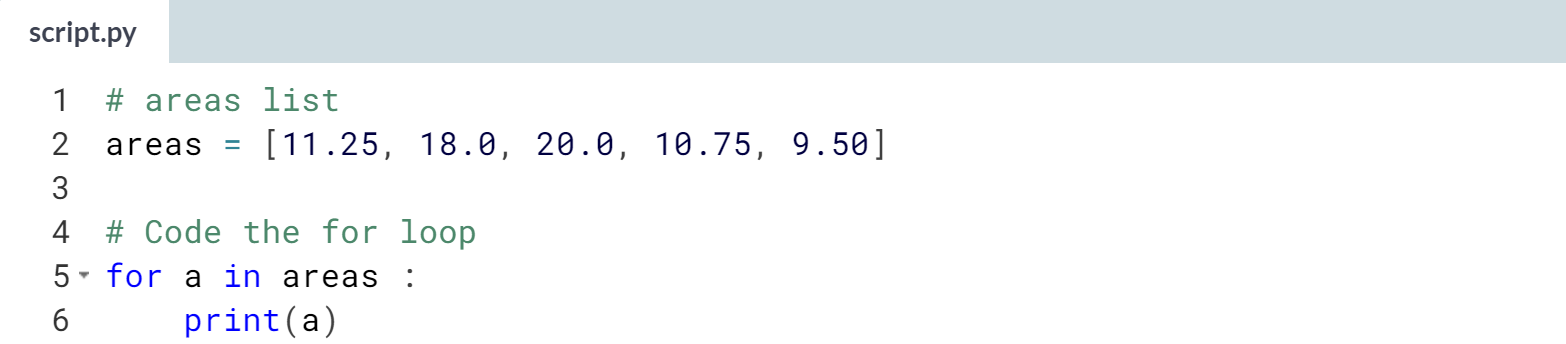 script.py
1 # areas list
2 areas = [11.25, 18.0, 20.0, 10.75, 9.50]
3
4 # Code the for loop
5 for a in areas :
6     print(a)